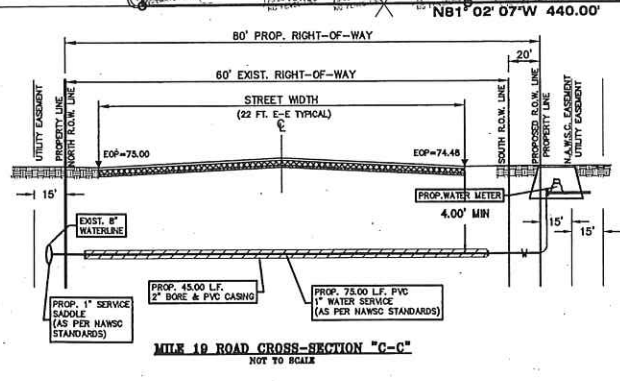 N81° 02' 07"W 440.00'
80' PROP. RIGHT-OF-WAY
20'
60' EXIST. RIGHT-OF-WAY
STREET WIDTH
(22 FT. E-E TYPICAL)
℄
UTILITY EASEMENT
PROPERTY LINE
NORTH R.O.W. LINE
EOP=75.00
EOP=74.48
SOUTH R.O.W. LINE
PROPOSED R.O.W. LINE
PROPERTY LINE
N.A.W.S.C. EASEMENT
UTILITY EASEMENT
15'
PROP. WATER METER
4.00' MIN
15'
15'
EXIST. 8"
WATERLINE
PROP. 1" SERVICE
SADDLE
(AS PER NAWSC
STANDARDS)
PROP. 45.00 L.F.
2" BORE & PVC CASING
PROP. 75.00 L.F. PVC
1" WATER SERVICE
(AS PER NAWSC STANDARDS)
W
MILE 19 ROAD CROSS-SECTION "C-C"
NOT TO SCALE